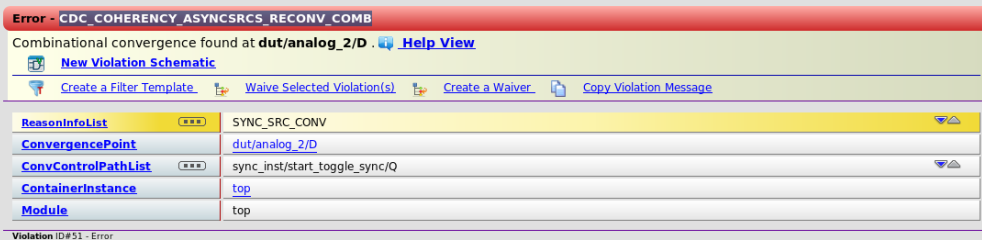 Error - CDC_COHERENCY_ASYNCSRCS_RECONV_COMB
Combinational convergence found at dut/analog_2/D . Help View
New Violation Schematic
Create a Filter Template Waive Selected Violation(s) Create a Waiver Copy Violation Message
ReasonInfoList SYNC_SRC_CONV
ConvergencePoint dut/analog_2/D
ConvControlPathList sync_inst/start_toggle_sync/Q
ContainerInstance top
Module top
Violation ID#51 - Error